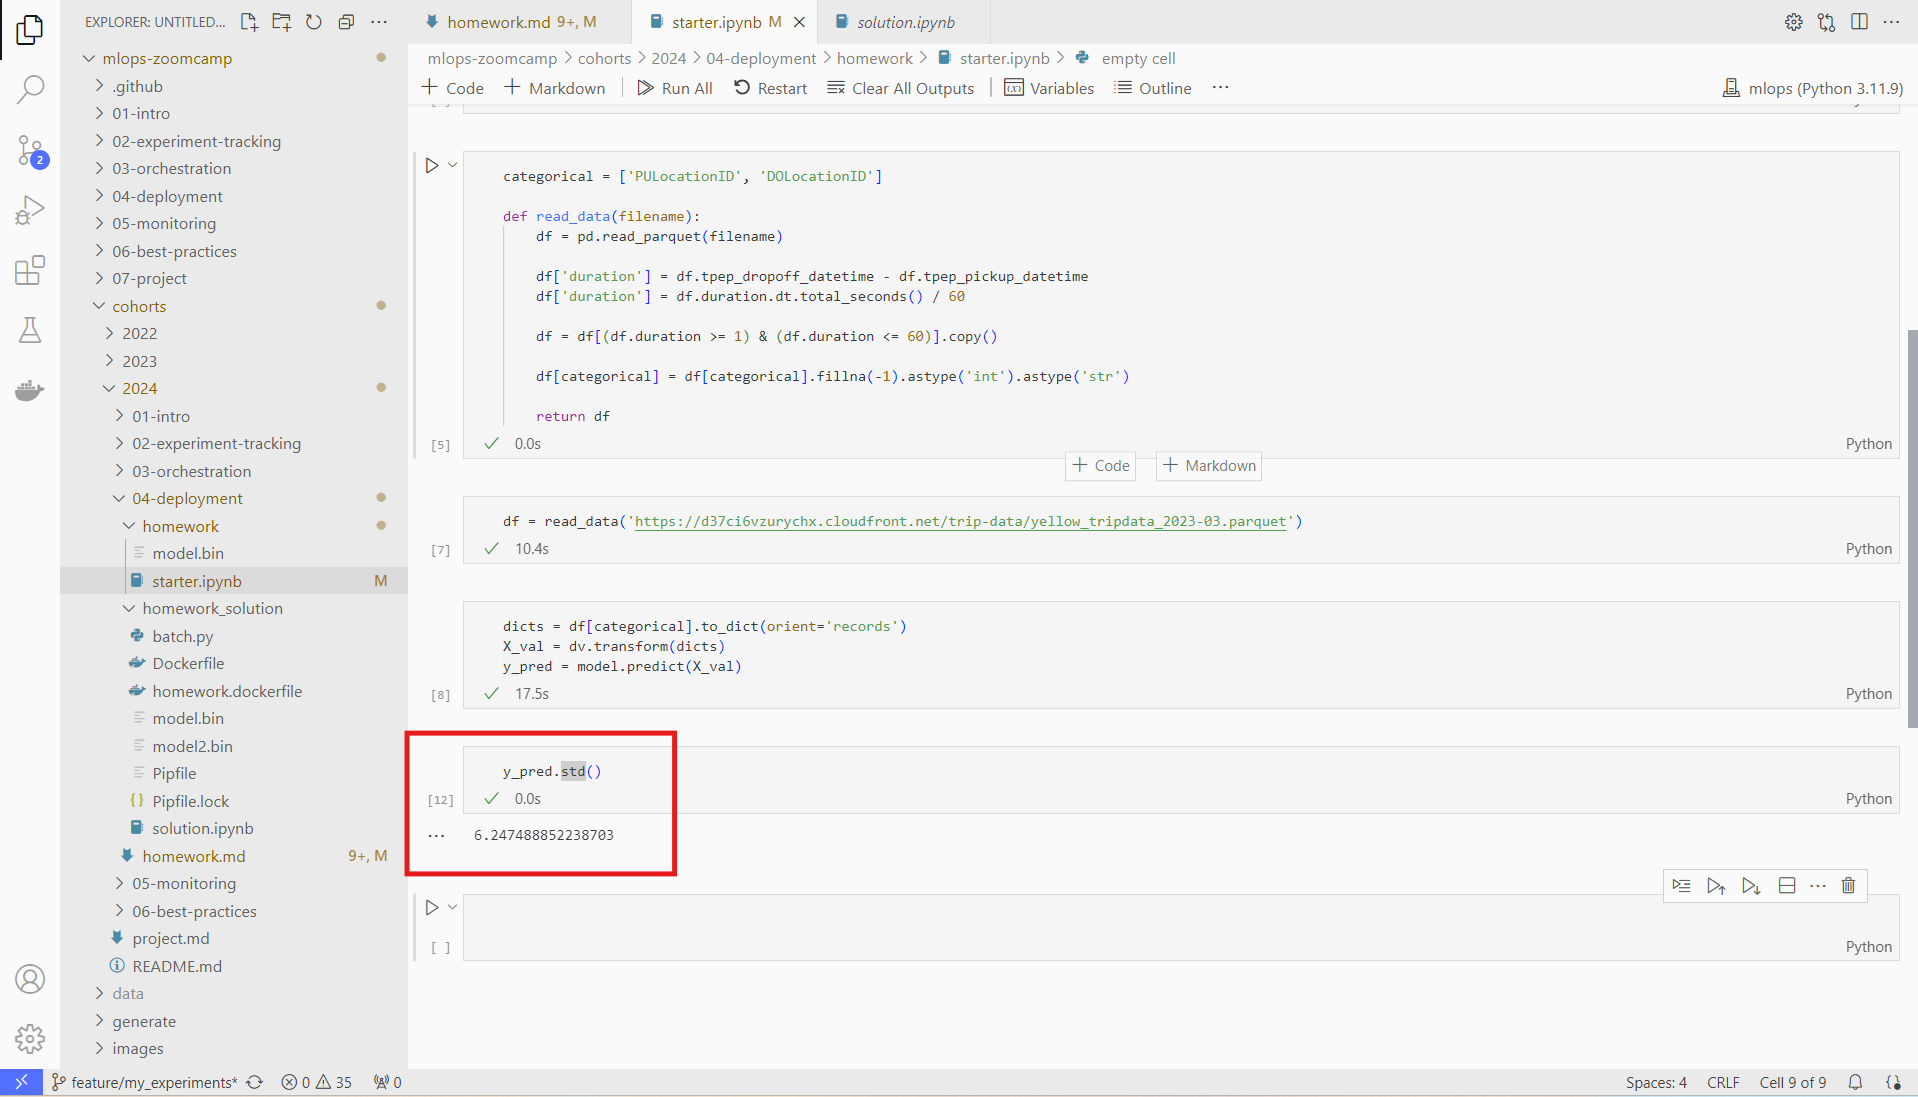 EXPLORER: UNTITLED...
homework.md 9+, M
starter.ipynb M
solution.ipynb
mlops-zoomcamp
.github
01-intro
02-experiment-tracking
03-orchestration
04-deployment
05-monitoring
06-best-practices
07-project
cohorts
2022
2023
2024
01-intro
02-experiment-tracking
03-orchestration
04-deployment
homework
model.bin
starter.ipynb M
homework_solution
batch.py
Dockerfile
homework.dockerfile
model.bin
model2.bin
Pipfile
Pipfile.lock
solution.ipynb
homework.md 9+, M
05-monitoring
06-best-practices
project.md
README.md
data
generate
images
2
mlops-zoomcamp > cohorts > 2024 > 04-deployment > homework > starter.ipynb > empty cell
Code Markdown Run All Restart Clear All Outputs Variables Outline ...
mlops (Python 3.11.9)
categorical = ['PULocationID', 'DOLocationID']
def read_data(filename):
df = pd.read_parquet(filename)
df['duration'] = df.tpep_dropoff_datetime - df.tpep_pickup_datetime
df['duration'] = df.duration.dt.total_seconds() / 60
df = df[(df.duration >= 1) & (df.duration <= 60)].copy()
df[categorical] = df[categorical].fillna(-1).astype('int').astype('str')
return df
[5] 0.0s Python
Code Markdown
df = read_data('https://d37ci6vzurychx.cloudfront.net/trip-data/yellow_tripdata_2023-03.parquet')
[7] 10.4s Python
dicts = df[categorical].to_dict(orient='records')
X_val = dv.transform(dicts)
y_pred = model.predict(X_val)
[8] 17.5s Python
y_pred.std()
[12] 0.0s Python
... 6.247488852238703
[ ] Python
feature/my_experiments* 0 35 0
Spaces: 4 CRLF Cell 9 of 9